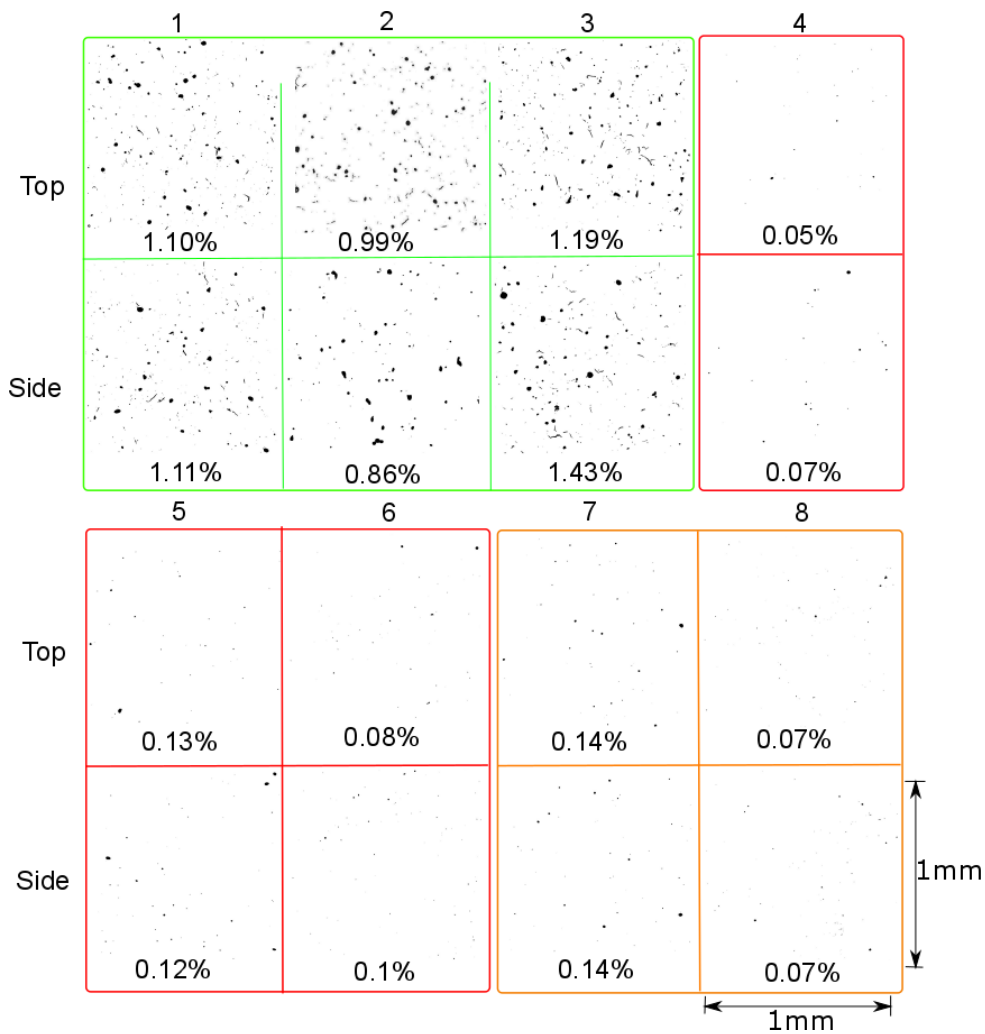 1 2 3 4
Top
1.10% 0.99% 1.19% 0.05%
Side
1.11% 0.86% 1.43% 0.07%
5 6 7 8
Top
0.13% 0.08% 0.14% 0.07%
Side
1mm
0.12% 0.1% 0.14% 0.07%
1mm